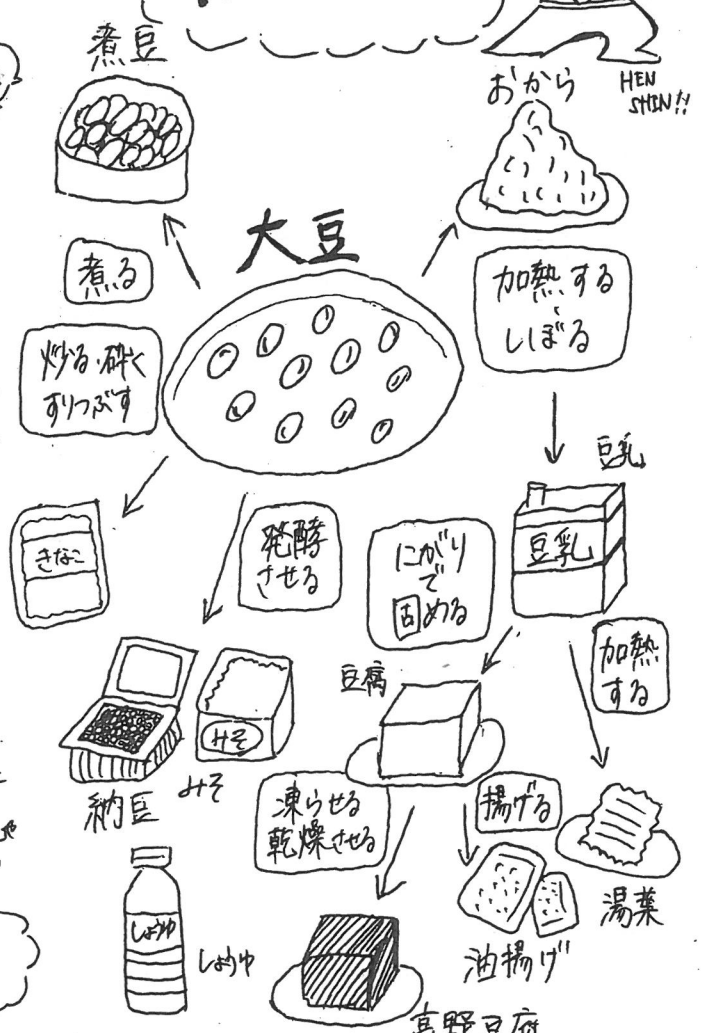 煮豆
おから
HEN
SHIN!!
大豆
煮る
加熱する
しぼる
炒る・砕く
すりつぶす
豆乳
豆乳
きなこ
発酵
させる
にがり
で
固める
加熱
する
豆腐
みそ
みそ
納豆
凍らせる
乾燥させる
揚げる
湯葉
しょうゆ
しょうゆ
油揚げ
高野豆腐